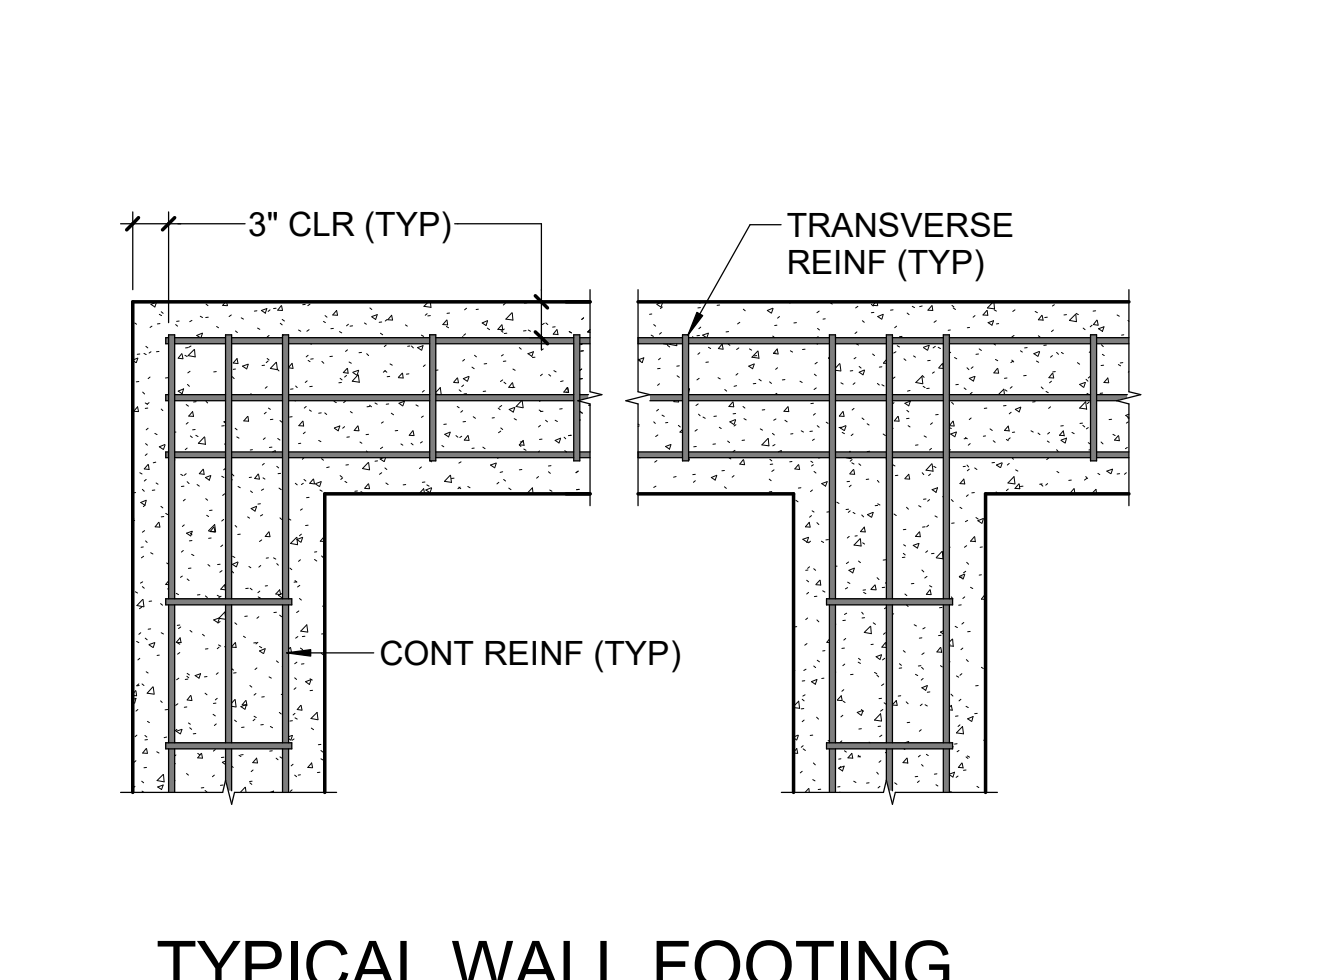 3" CLR (TYP)
TRANSVERSE
REINF (TYP)
CONT REINF (TYP)
TYPICAL WALL FOOTING